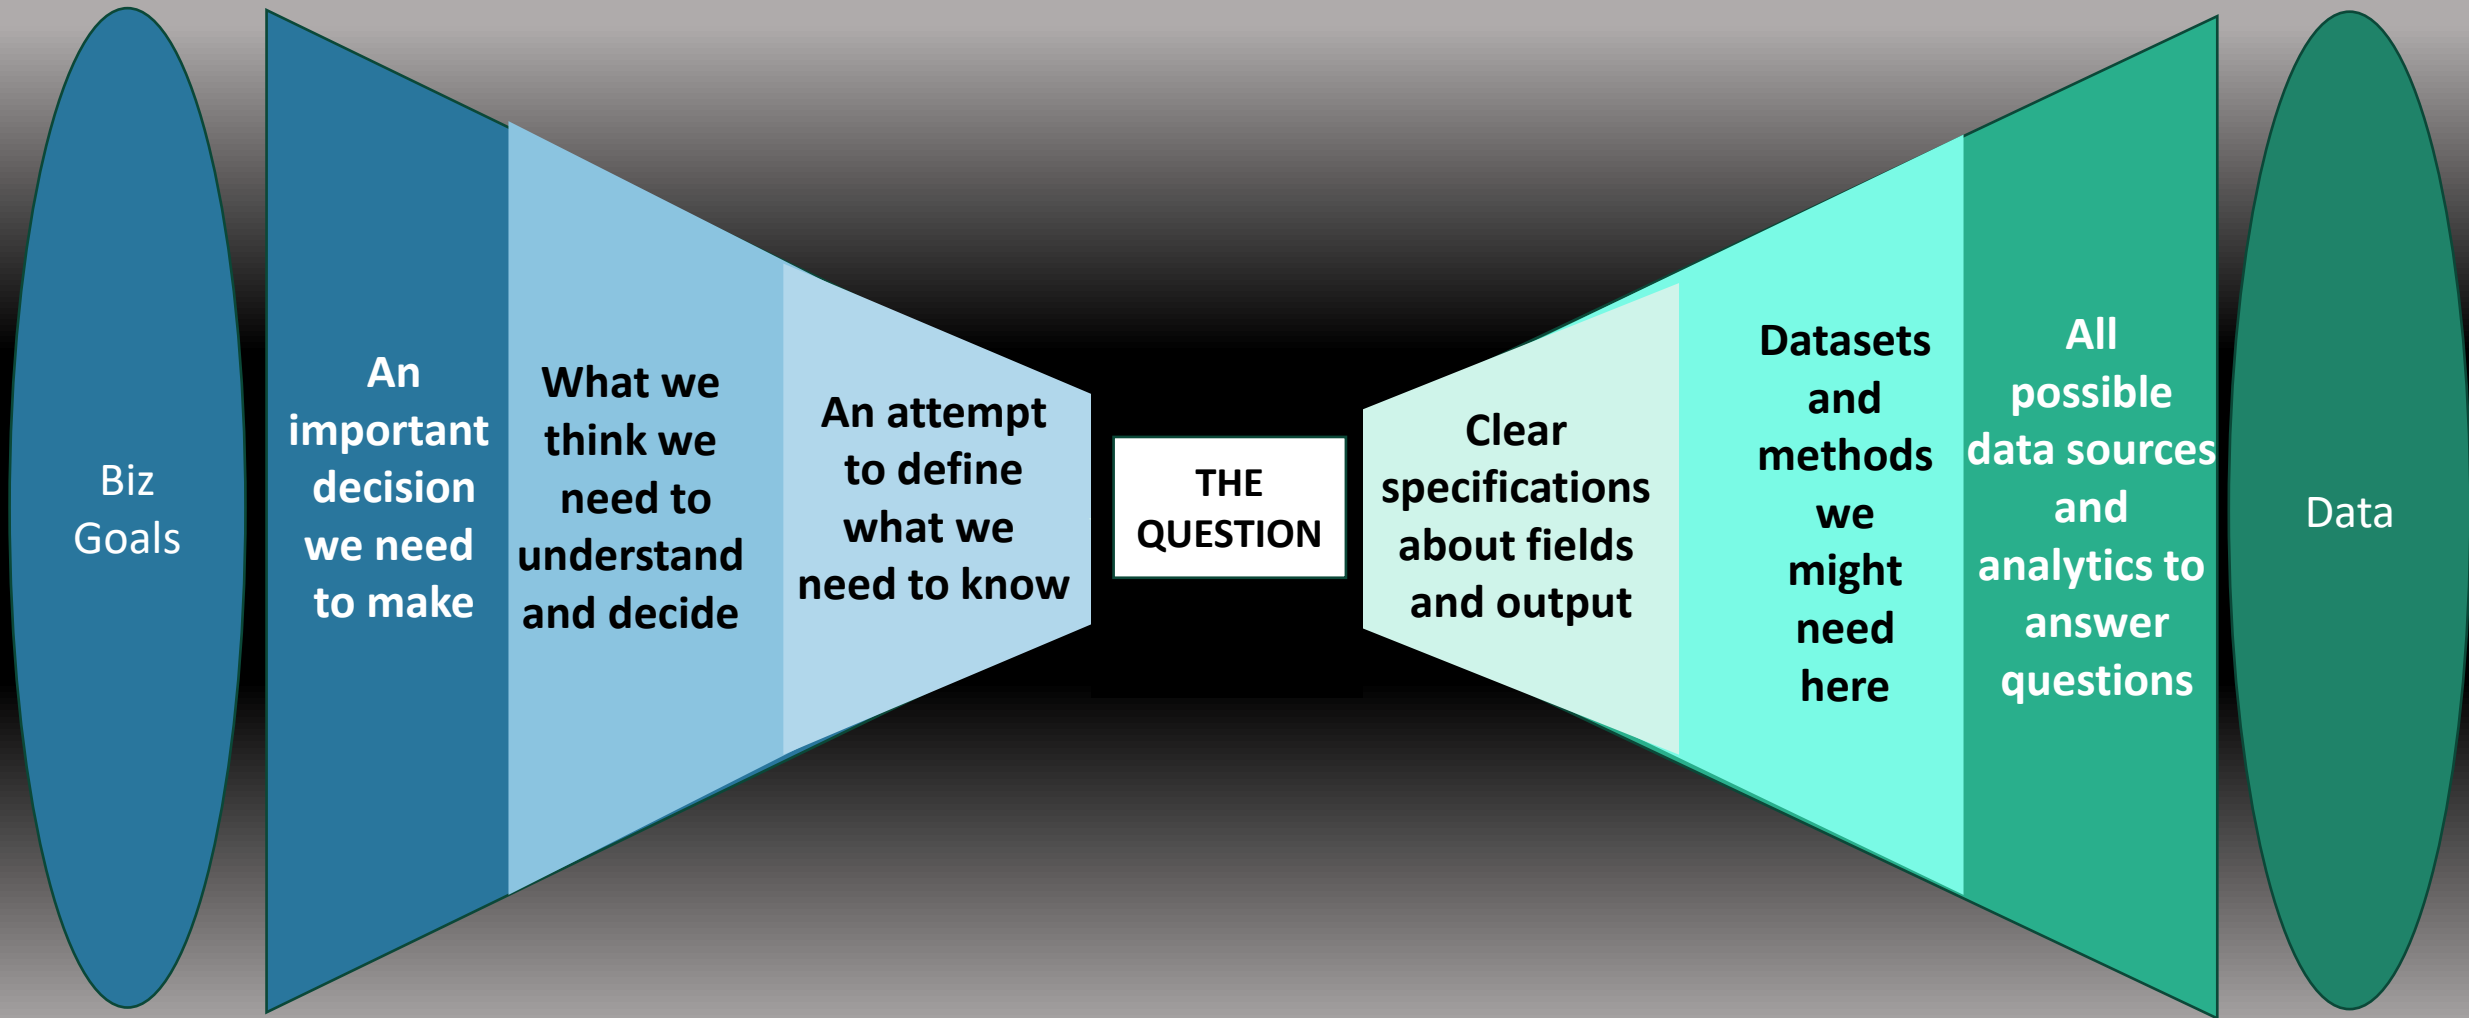 Biz
Goals
An
important
decision
we need
to make
What we
think we
need to
understand
and decide
An attempt
to define
what we
need to know
THE
QUESTION
Clear
specifications
about fields
and output
Datasets
and
methods
we
might
need
here
All
possible
data sources
and
analytics to
answer
questions
Data